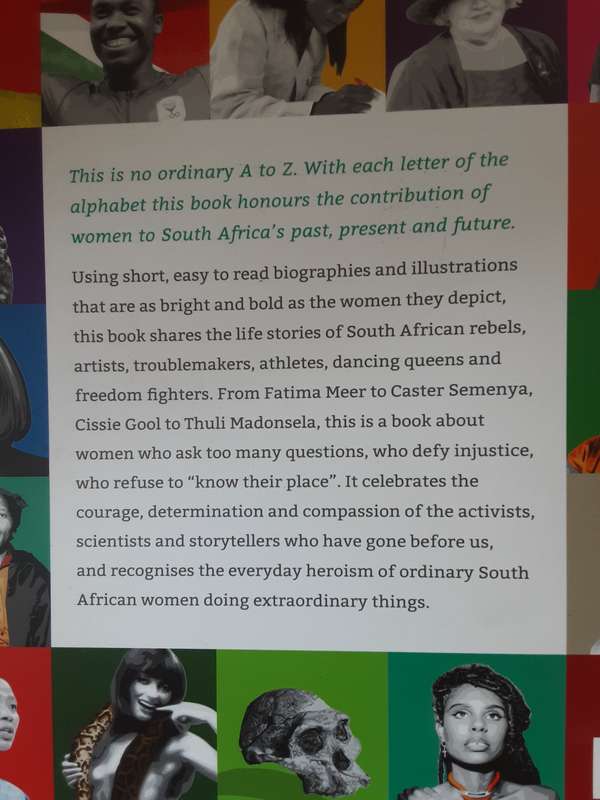 This is no ordinary A to Z. With each letter of the
alphabet this book honours the contribution of
women to South Africa's past, present and future.
Using short, easy to read biographies and illustrations
that are as bright and bold as the women they depict,
this book shares the life stories of South African rebels,
artists, troublemakers, athletes, dancing queens and
freedom fighters. From Fatima Meer to Caster Semenya,
Cissie Gool to Thuli Madonsela, this is a book about
women who ask too many questions, who defy injustice,
who refuse to “know their place”. It celebrates the
courage, determination and compassion of the activists,
scientists and storytellers who have gone before us,
and recognises the everyday heroism of ordinary South
African women doing extraordinary things.